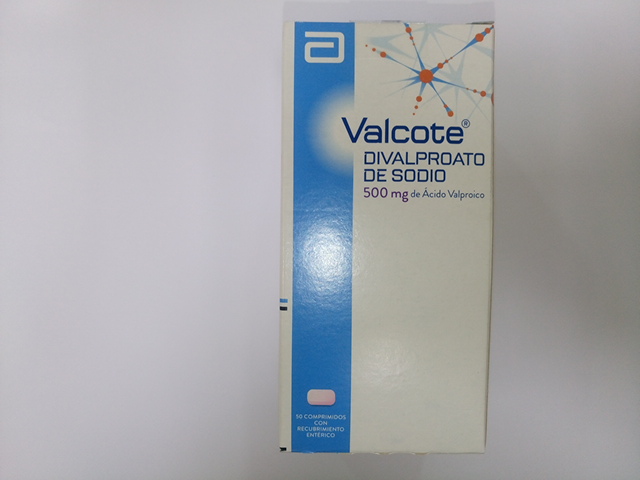 Valcote®
DIVALPROATO
DE SODIO
500 mg de Ácido Valproico
50 COMPRIMIDOS
CON
RECUBRIMIENTO
ENTÉRICO